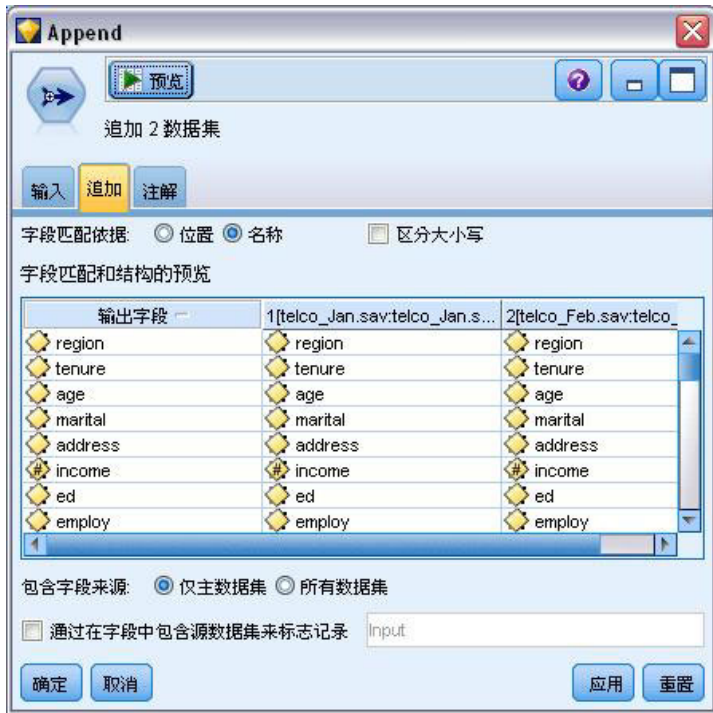 Append
预览
追加 2 数据集
输入 追加 注解
字段匹配依据: 位置 名称 区分大小写
字段匹配和结构的预览
输出字段 1[telco_Jan.sav:telco_Jan.s... 2[telco_Feb.sav:telco_
region region region
tenure tenure tenure
age age age
marital marital marital
address address address
income income income
ed ed ed
employ employ employ
包含字段来源: 仅主数据集 所有数据集
通过在字段中包含源数据集来标志记录 Input
确定 取消 应用 重置